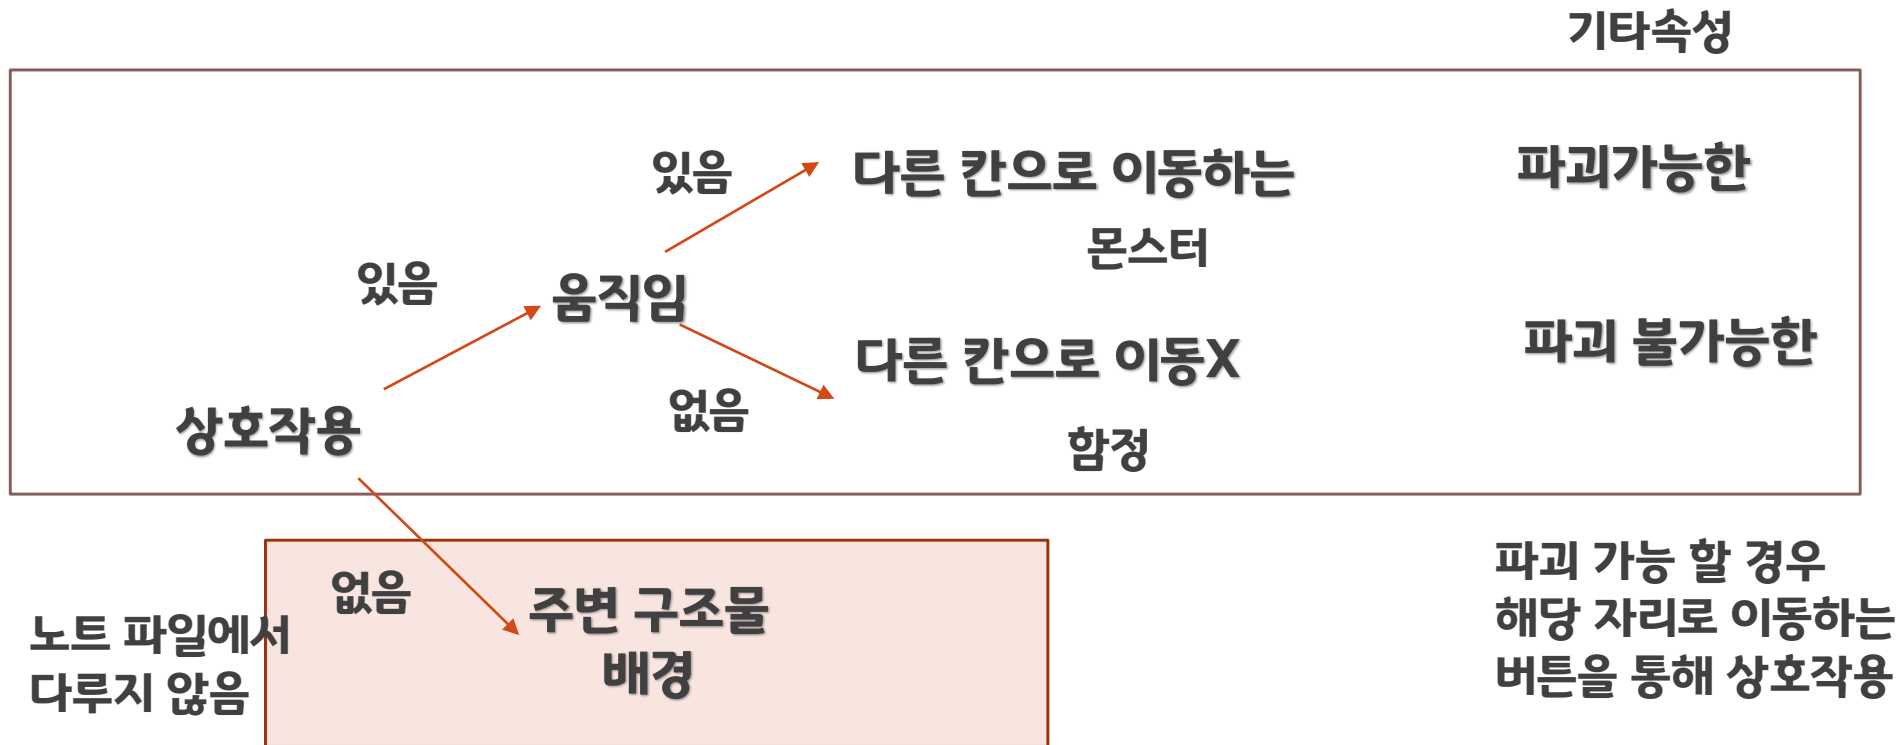 기타속성
있음
다른 칸으로 이동하는
파괴가능한
몬스터
있음
움직임
다른 칸으로 이동X
파괴 불가능한
없음
상호작용
함정
없음
주변 구조물
배경
노트 파일에서
다루지 않음
파괴 가능 할 경우
해당 자리로 이동하는
버튼을 통해 상호작용